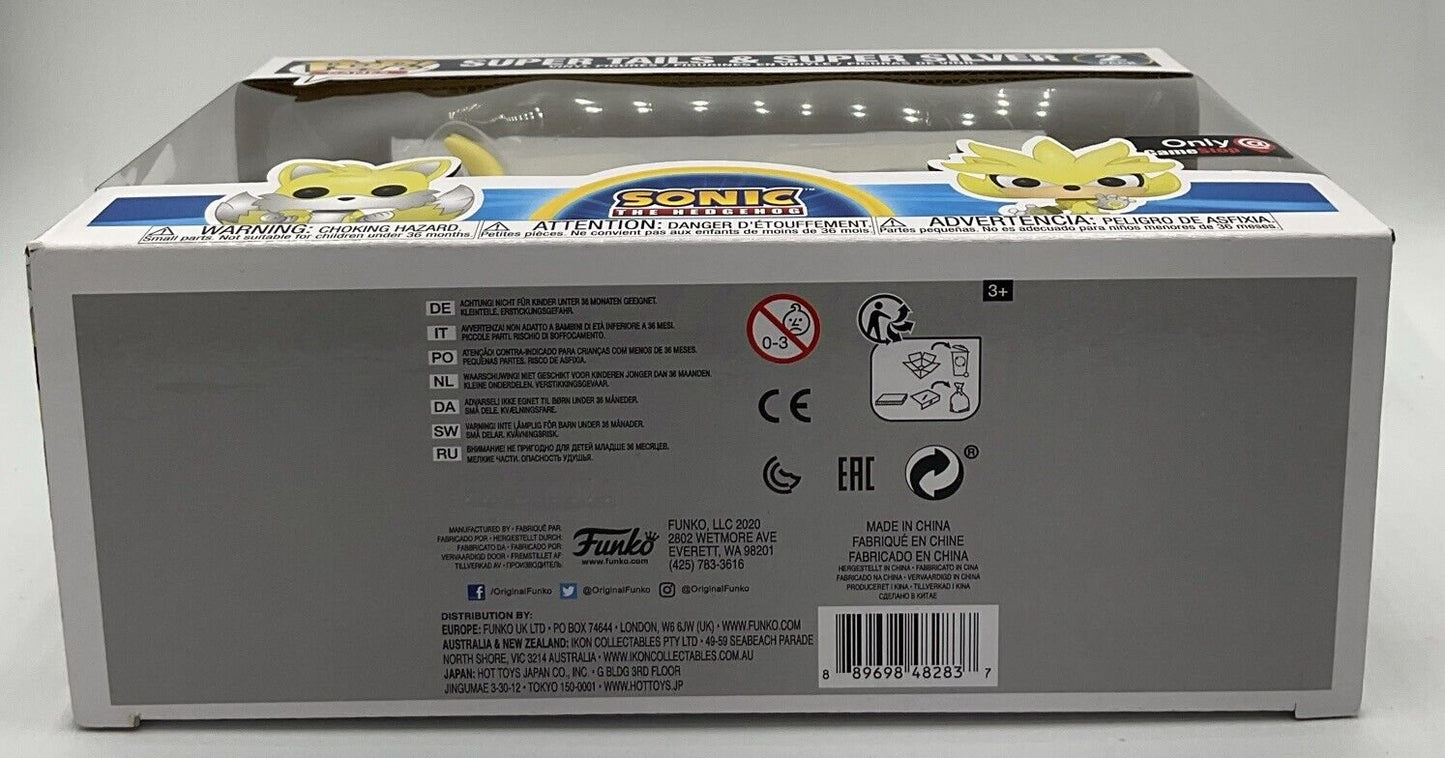 POP!
SUPER TAILS & SUPER SILVER
2
VINYL FIGURES / FIGURINES EN VINYLE / FIGURAS DE VINIL
Only
GameStop
SONIC™
THE HEDGEHOG
WARNING: CHOKING HAZARD.
Small parts. Not suitable for children under 36 months.
ATTENTION: DANGER D'ÉTOUFFEMENT.
Petites pièces. Ne convient pas aux enfants de moins de 36 mois.
ADVERTENCIA: PELIGRO DE ASFIXIA.
Partes pequeñas. No es adecuado para niños menores de 36 meses
DE ACHTUNG! NICHT FÜR KINDER UNTER 36 MONATEN GEEIGNET.
KLEINTEILE. ERSTICKUNGSGEFAHR.
IT AVVERTENZA! NON ADATTO A BAMBINI DI ETÀ INFERIORE A 36 MESI.
PICCOLE PARTI. RISCHIO DI SOFFOCAMENTO.
PO ATENÇÃO! CONTRA-INDICADO PARA CRIANÇAS COM MENOS DE 36 MESES.
PEQUENAS PARTES. RISCO DE ASFIXIA.
NL WAARSCHUWING! NIET GESCHIKT VOOR KINDEREN JONGER DAN 36 MAANDEN.
KLEINE ONDERDELEN. VERSTIKKINGSGEVAAR.
DA ADVARSEL! IKKE EGNET TIL BØRN UNDER 36 MÅNEDER.
SMÅ DELE. KVÆLNINGSFARE.
SW VARNING! INTE LÄMPLIG FÖR BARN UNDER 36 MÅNADER.
SMÅ DELAR. KVÄVNINGSRISK.
RU ВНИМАНИЕ! НЕ ПРИГОДНО ДЛЯ ДЕТЕЙ МЛАДШЕ 36 МЕСЯЦЕВ.
МЕЛКИЕ ЧАСТИ. ОПАСНОСТЬ УДУШЬЯ.
0-3
3+
CE
EAC
®
MANUFACTURED BY • FABRIQUÉ PAR
FABRICADO POR • HERGESTELLT DURCH
FABBRICATO DA • FABRICADO POR
VERVAARDIGD DOOR • FREMSTILLET AF
TILLVERKAD AV • ПРОИЗВОДИТЕЛЬ
Funko
www.funko.com
FUNKO, LLC 2020
2802 WETMORE AVE
EVERETT, WA 98201
(425) 783-3616
MADE IN CHINA
FABRIQUÉ EN CHINE
FABRICADO EN CHINA
HERGESTELLT IN CHINA • FABBRICATO IN CINA
FABRICADO NA CHINA • VERVAARDIGD IN CHINA
PRODUCERET I KINA • TILLVERKAD I KINA
СДЕЛАНО В КИТАЕ
/OriginalFunko @OriginalFunko @OriginalFunko
DISTRIBUTION BY:
EUROPE: FUNKO UK LTD • PO BOX 74644 • LONDON, W6 6JW (UK) • WWW.FUNKO.COM
AUSTRALIA & NEW ZEALAND: IKON COLLECTABLES PTY LTD • 49-59 SEABEACH PARADE
NORTH SHORE, VIC 3214 AUSTRALIA • WWW.IKONCOLLECTABLES.COM.AU
JAPAN: HOT TOYS JAPAN CO., INC. • G BLDG 3RD FLOOR
JINGUMAE 3-30-12 • TOKYO 150-0001 • WWW.HOTTOYS.JP
8 89698 48283 7